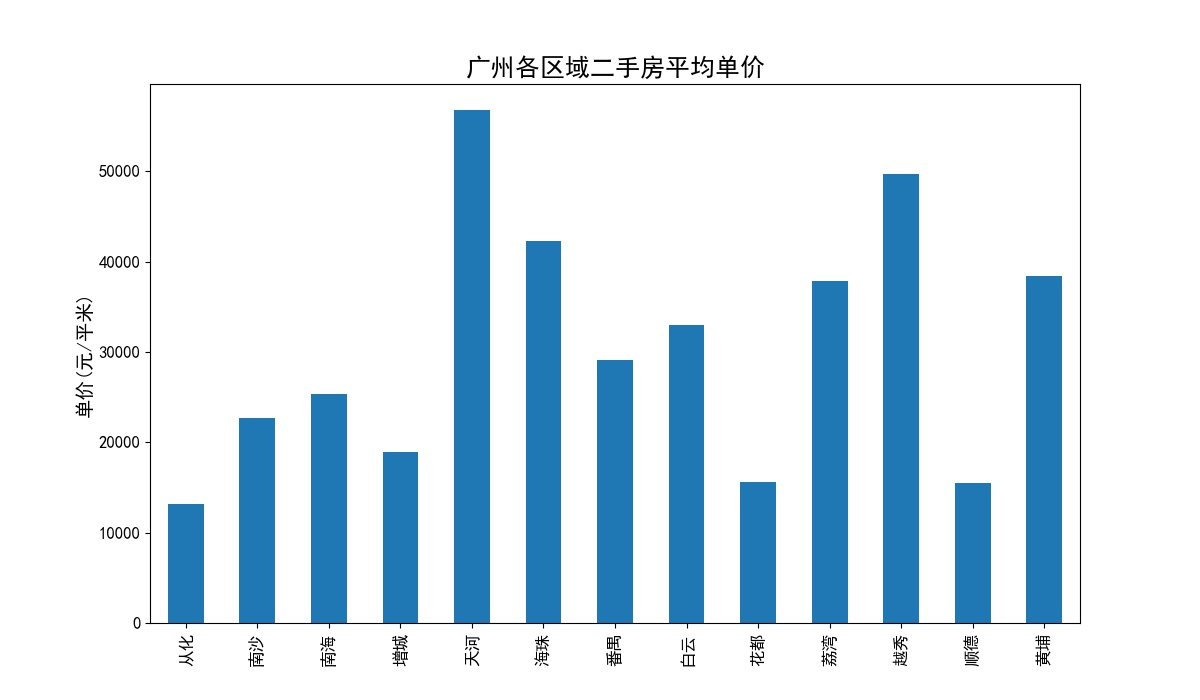 广州各区域二手房平均单价
单价(元/平米)
50000
40000
30000
20000
10000
0
从化
南沙
南海
增城
天河
海珠
番禺
白云
花都
荔湾
越秀
顺德
黄埔